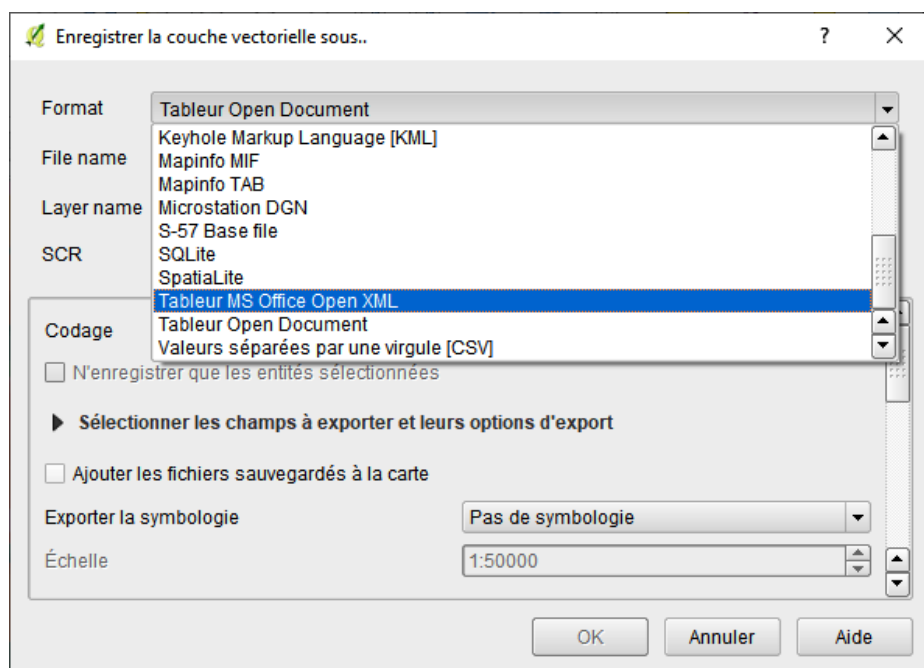 Enregistrer la couche vectorielle sous..
?
Format
Tableur Open Document
Keyhole Markup Language [KML]
File name
Mapinfo MIF
Mapinfo TAB
Layer name
Microstation DGN
S-57 Base file
SCR
SQLite
SpatiaLite
Tableur MS Office Open XML
Tableur Open Document
Codage
Valeurs séparées par une virgule [CSV]
N'enregistrer que les entités sélectionnées
Sélectionner les champs à exporter et leurs options d'export
Ajouter les fichiers sauvegardés à la carte
Exporter la symbologie
Pas de symbologie
Échelle
1:50000
OK
Annuler
Aide